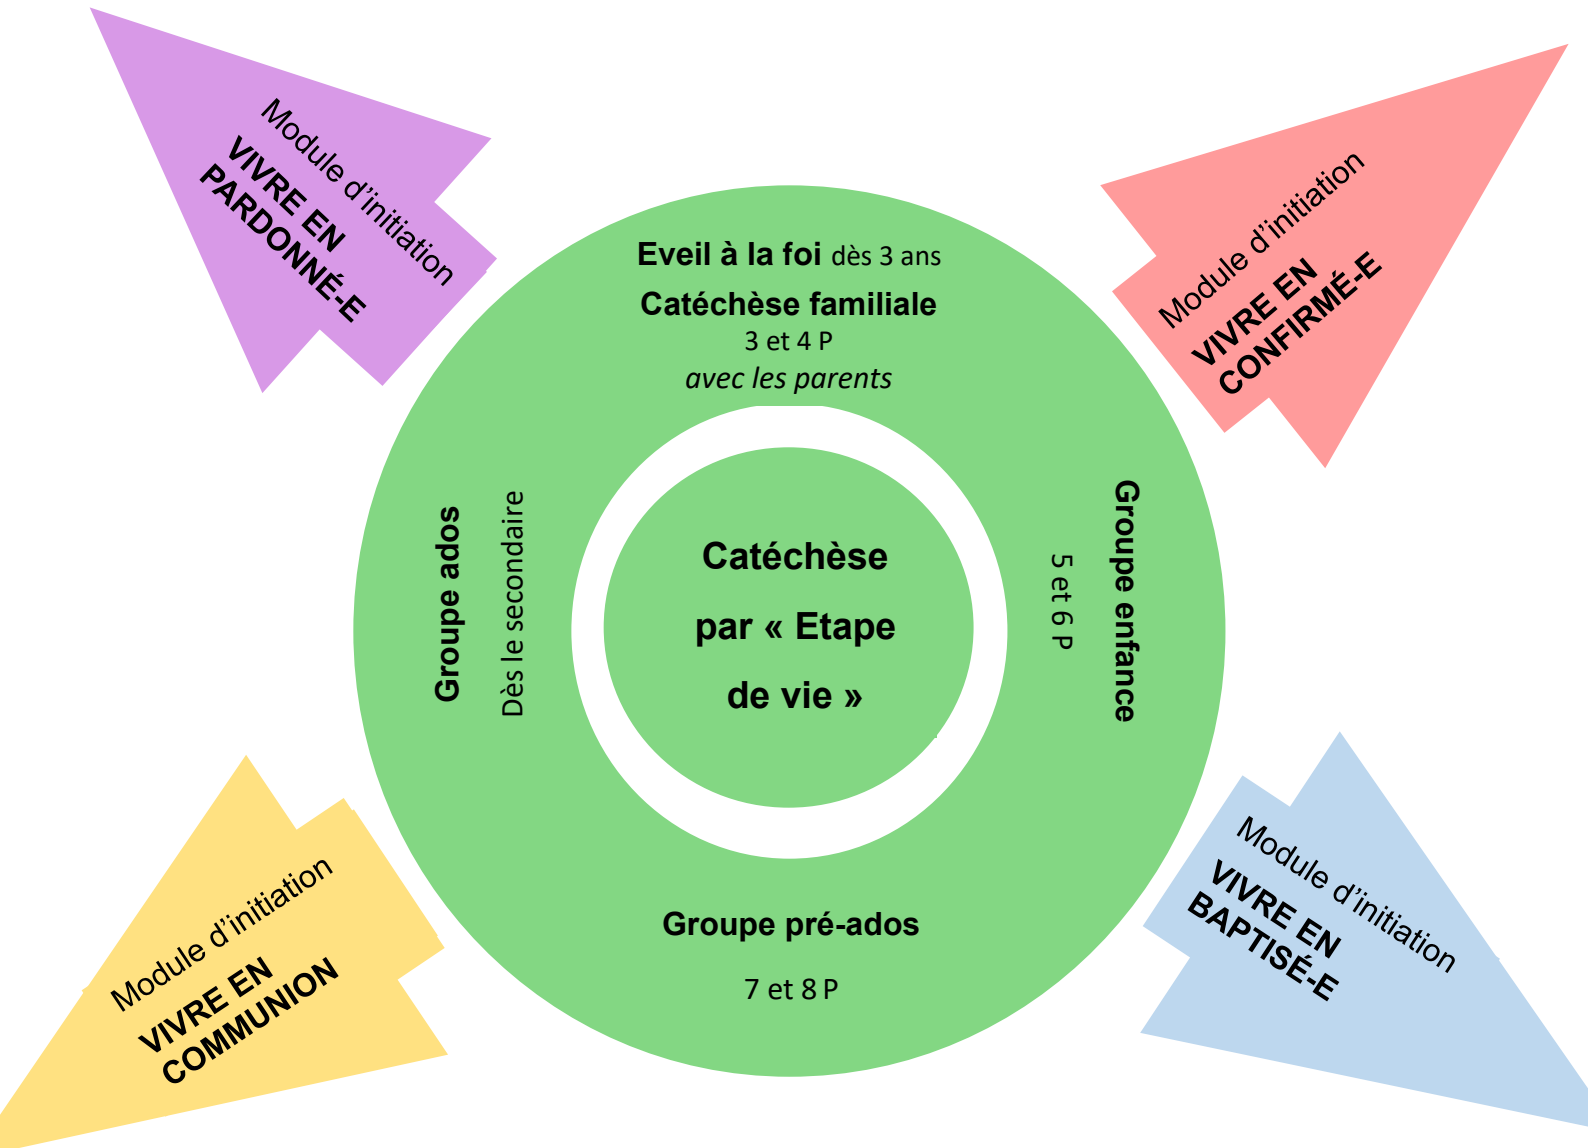 Module d’initiation
VIVRE EN
PARDONNÉ-E
Module d’initiation
VIVRE EN
CONFIRMÉ-E
Eveil à la foi dès 3 ans
Catéchèse familiale
3 et 4 P
avec les parents
Groupe ados
Dès le secondaire
Catéchèse
par « Etape
de vie »
Groupe enfance
5 et 6 P
Groupe pré-ados
7 et 8 P
Module d’initiation
VIVRE EN
COMMUNION
Module d’initiation
VIVRE EN
BAPTISÉ-E